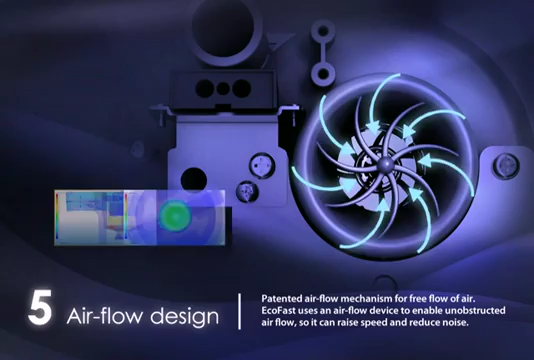 5 Air-flow design
Patented air-flow mechanism for free flow of air.
EcoFast uses an air-flow device to enable unobstructed
air flow, so it can raise speed and reduce noise.